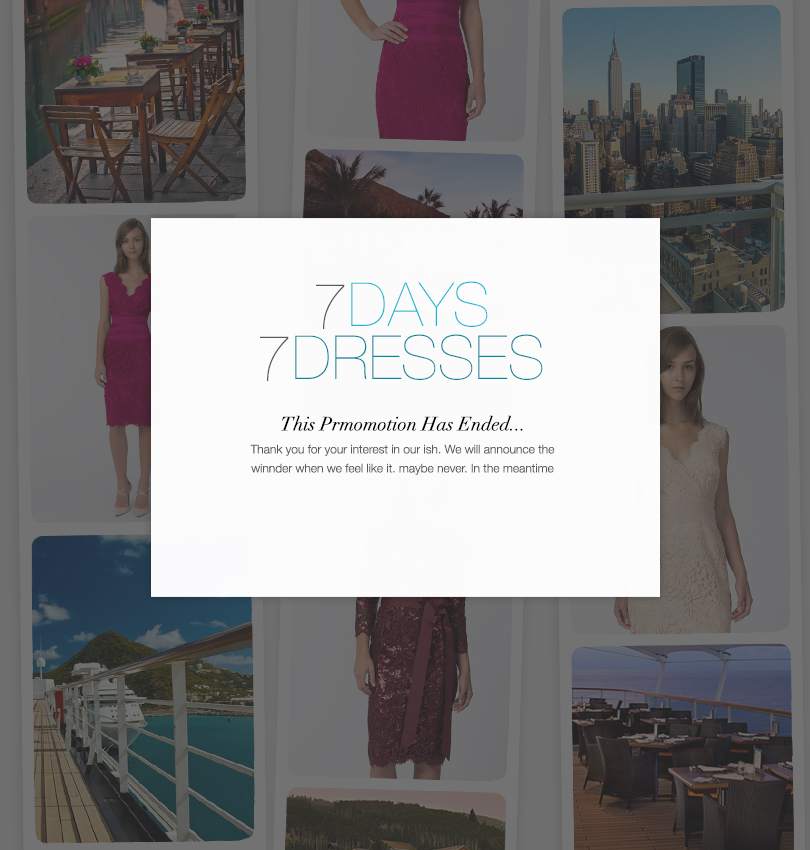 7DAYS
7DRESSES
This Prmomotion Has Ended...
Thank you for your interest in our ish. We will announce the
winnder when we feel like it. maybe never. In the meantime